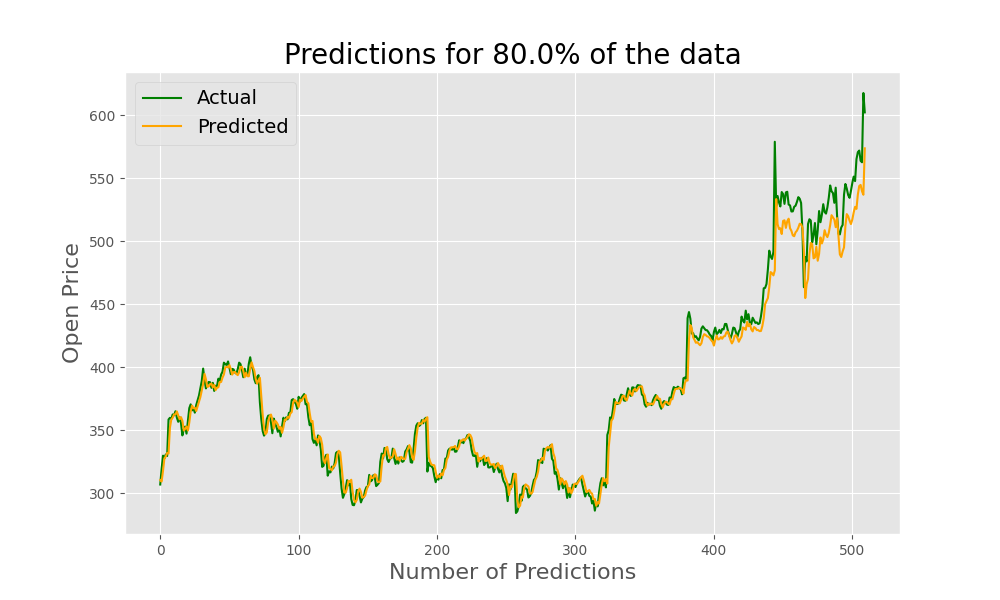 Predictions for 80.0% of the data
Actual
Predicted
Open Price
600
550
500
450
400
350
300
0 100 200 300 400 500
Number of Predictions